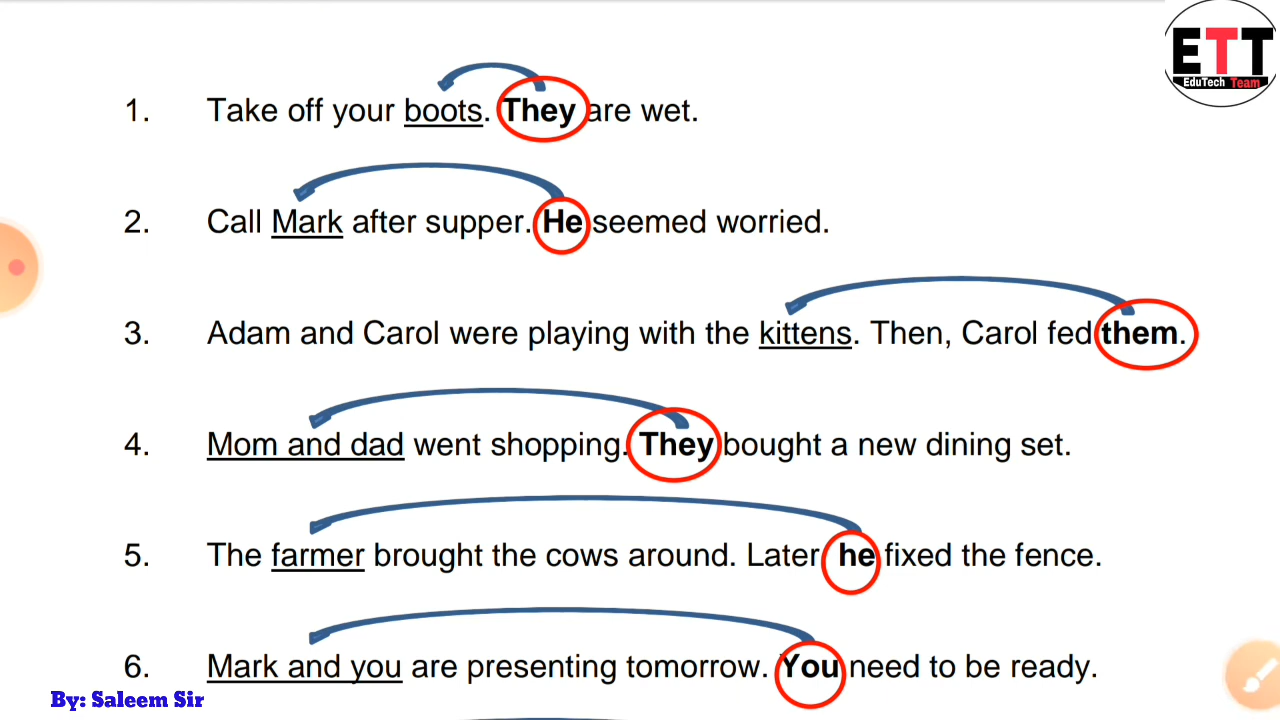 ETT
EduTech Team
1. Take off your boots. They are wet.
2. Call Mark after supper. He seemed worried.
3. Adam and Carol were playing with the kittens. Then, Carol fed them.
4. Mom and dad went shopping. They bought a new dining set.
5. The farmer brought the cows around. Later he fixed the fence.
6. Mark and you are presenting tomorrow. You need to be ready.
By: Saleem Sir